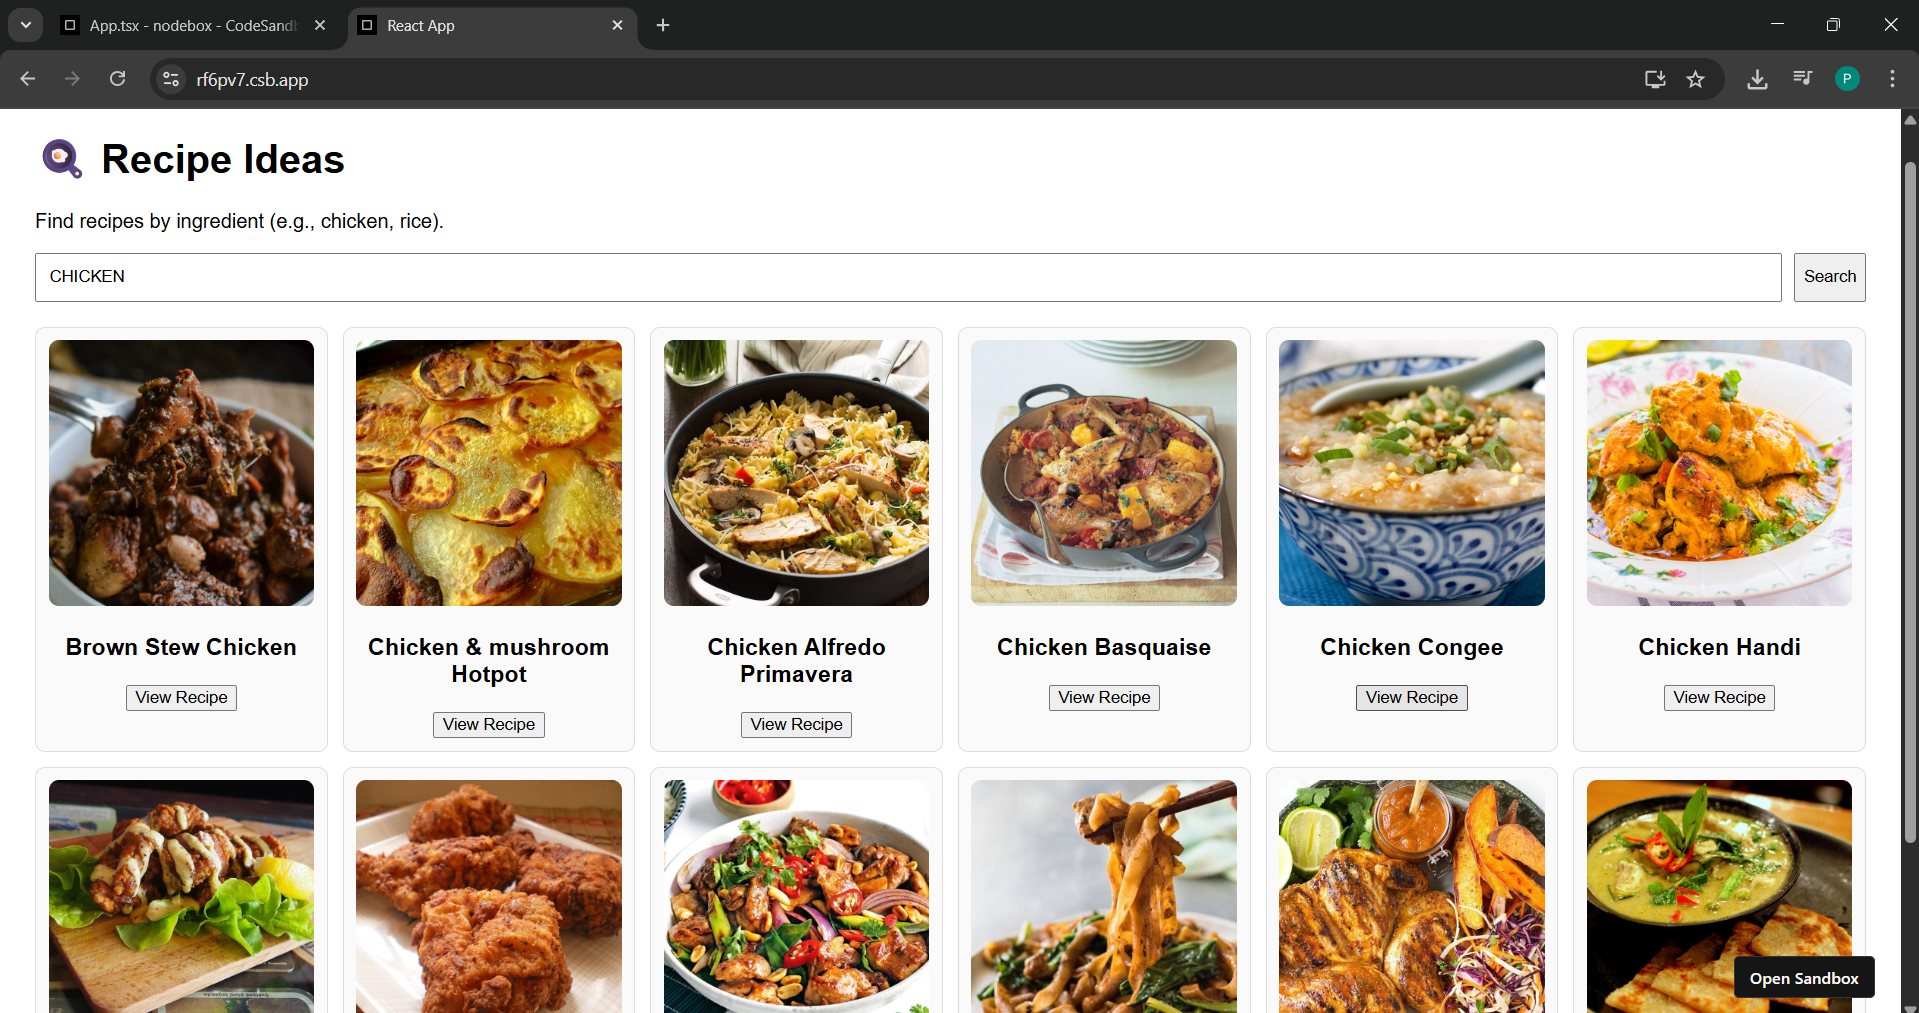 App.tsx - nodebox - CodeSandb
React App
rf6pv7.csb.app
P
Recipe Ideas
Find recipes by ingredient (e.g., chicken, rice).
CHICKEN
Search
Brown Stew Chicken
View Recipe
Chicken & mushroom
Hotpot
View Recipe
Chicken Alfredo
Primavera
View Recipe
Chicken Basquaise
View Recipe
Chicken Congee
View Recipe
Chicken Handi
View Recipe
Open Sandbox